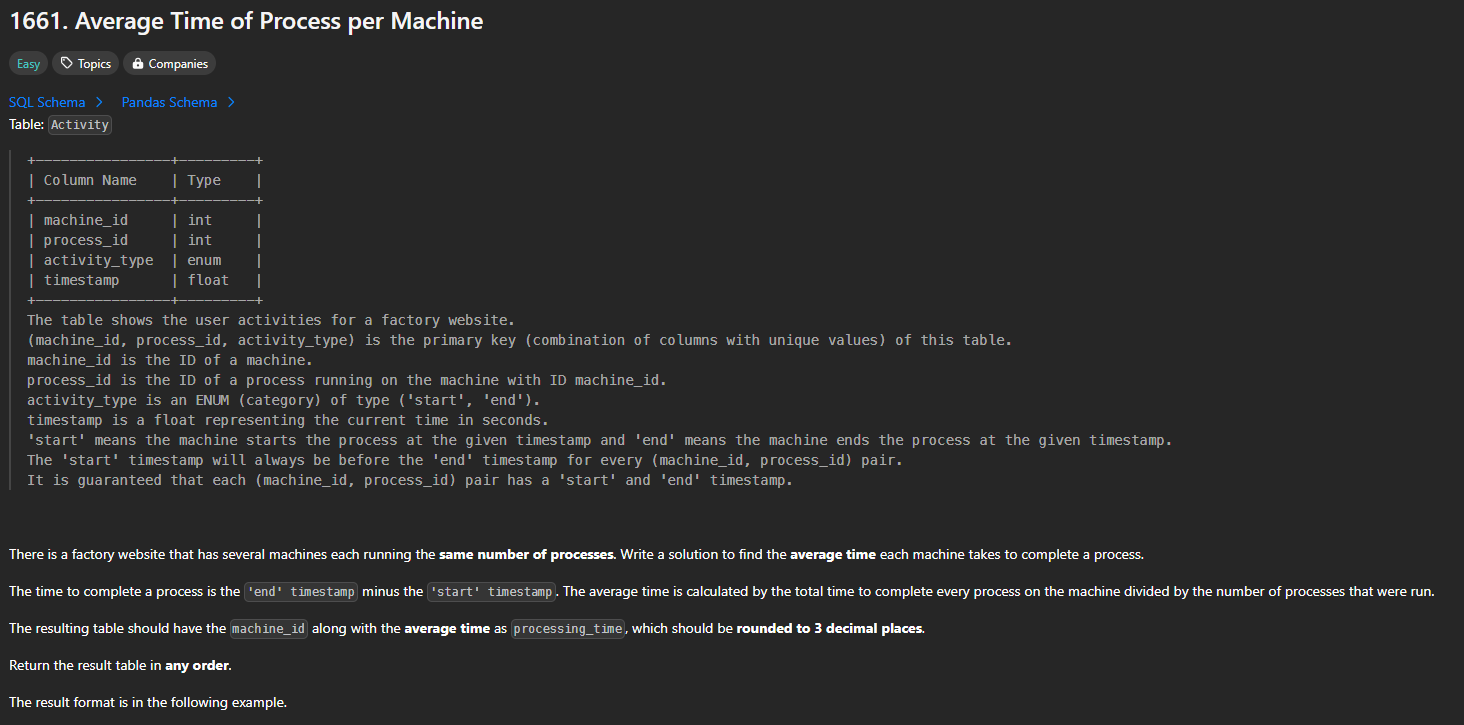 1661. Average Time of Process per Machine
Easy Topics Companies
SQL Schema > Pandas Schema >
Table: Activity
+----------------+---------+
| Column Name | Type |
+----------------+---------+
| machine_id | int |
| process_id | int |
| activity_type | enum |
| timestamp | float |
+----------------+---------+
The table shows the user activities for a factory website.
(machine_id, process_id, activity_type) is the primary key (combination of columns with unique values) of this table.
machine_id is the ID of a machine.
process_id is the ID of a process running on the machine with ID machine_id.
activity_type is an ENUM (category) of type ('start', 'end').
timestamp is a float representing the current time in seconds.
'start' means the machine starts the process at the given timestamp and 'end' means the machine ends the process at the given timestamp.
The 'start' timestamp will always be before the 'end' timestamp for every (machine_id, process_id) pair.
It is guaranteed that each (machine_id, process_id) pair has a 'start' and 'end' timestamp.
There is a factory website that has several machines each running the same number of processes. Write a solution to find the average time each machine takes to complete a process.
The time to complete a process is the 'end' timestamp minus the 'start' timestamp. The average time is calculated by the total time to complete every process on the machine divided by the number of processes that were run.
The resulting table should have the machine_id along with the average time as processing_time, which should be rounded to 3 decimal places.
Return the result table in any order.
The result format is in the following example.